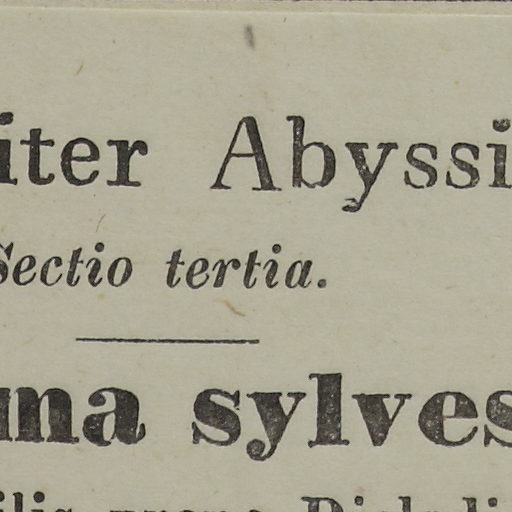 iter Abyssi
Sectio tertia.
ma sylves